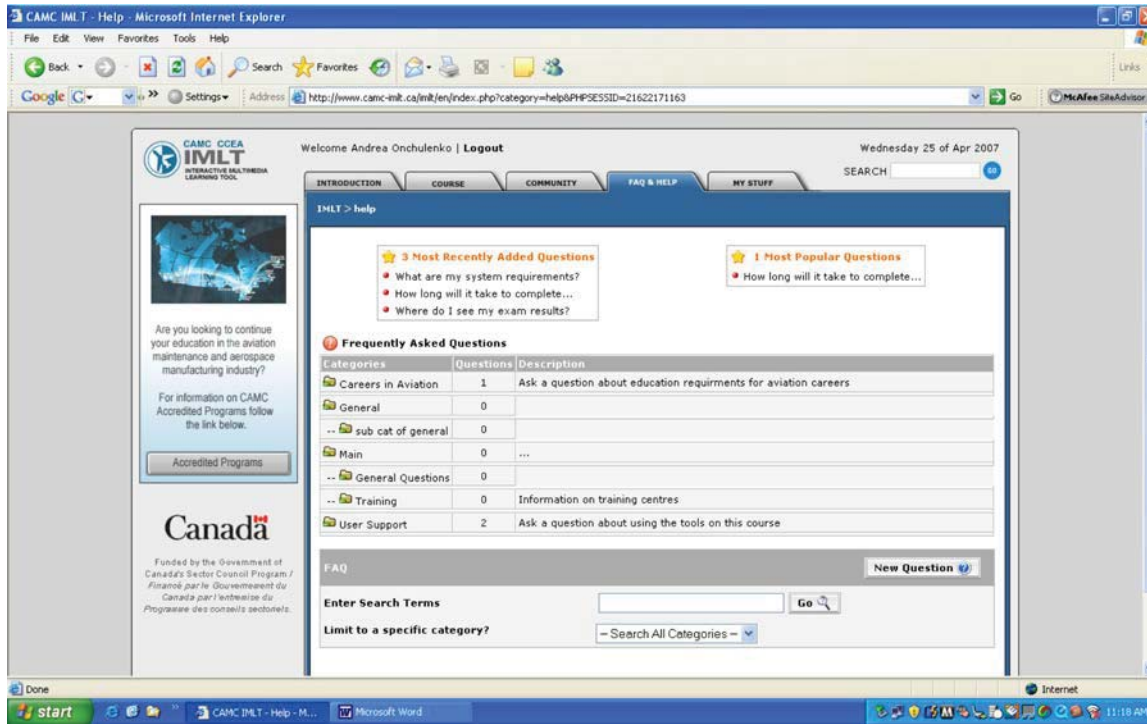 CAMC IMLT - Help - Microsoft Internet Explorer
File Edit View Favorites Tools Help
Back Search Favorites Links
Google G Settings Address http://www.camc-imlt.ca/imlt/en/index.php?category=help&PHPSESSID=21622171163 Go McAfee SiteAdvisor
CAMC CCEA
IMLT
INTERACTIVE MULTIMEDIA
LEARNING TOOL
Welcome Andrea Onchulenko | Logout
Wednesday 25 of Apr 2007
SEARCH GO
INTRODUCTION COURSE COMMUNITY FAQ & HELP MY STUFF
IMLT > help
Are you looking to continue
your education in the aviation
maintenance and aerospace
manufacturing industry?
For information on CAMC
Accredited Programs follow
the link below.
Accredited Programs
Canada
Funded by the Government of
Canada's Sector Council Program /
Financé par le Gouvernement du
Canada par l'entremise du
Programme des conseils sectoriels.
3 Most Recently Added Questions
What are my system requirements?
How long will it take to complete...
Where do I see my exam results?
1 Most Popular Questions
How long will it take to complete...
Frequently Asked Questions
Categories Questions Description
Careers in Aviation 1 Ask a question about education requirments for aviation careers
General 0
-- sub cat of general 0
Main 0 ...
-- General Questions 0
-- Training 0 Information on training centres
User Support 2 Ask a question about using the tools on this course
FAQ New Question
Enter Search Terms Go
Limit to a specific category? – Search All Categories –
Done Internet
start CAMC IMLT - Help - M... Microsoft Word 11:18 AM